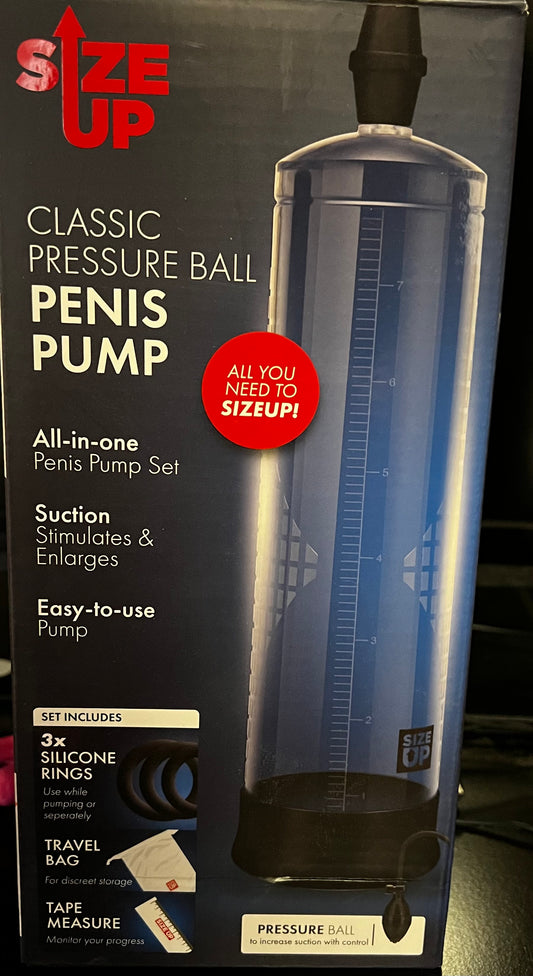 SIZE
UP
CLASSIC
PRESSURE BALL
PENIS
PUMP
ALL YOU
NEED TO
SIZEUP!
All-in-one
Penis Pump Set
Suction
Stimulates &
Enlarges
Easy-to-use
Pump
7
6
5
4
3
2
1
SIZE
UP
SET INCLUDES
3x
SILICONE
RINGS
Use while
pumping or
seperately
TRAVEL
BAG
For discreet storage
TAPE
MEASURE
Monitor your progress
SIZE UP
PRESSURE BALL
to increase suction with control